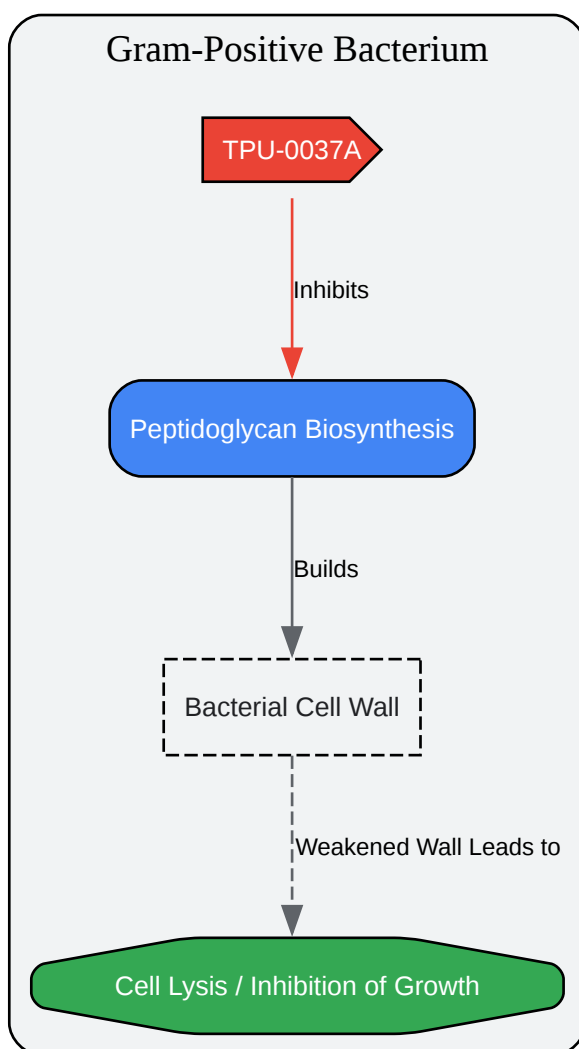 Gram-Positive Bacterium
TPU-0037A
Inhibits
Peptidoglycan Biosynthesis
Builds
Bacterial Cell Wall
Weakened Wall Leads to
Cell Lysis / Inhibition of Growth